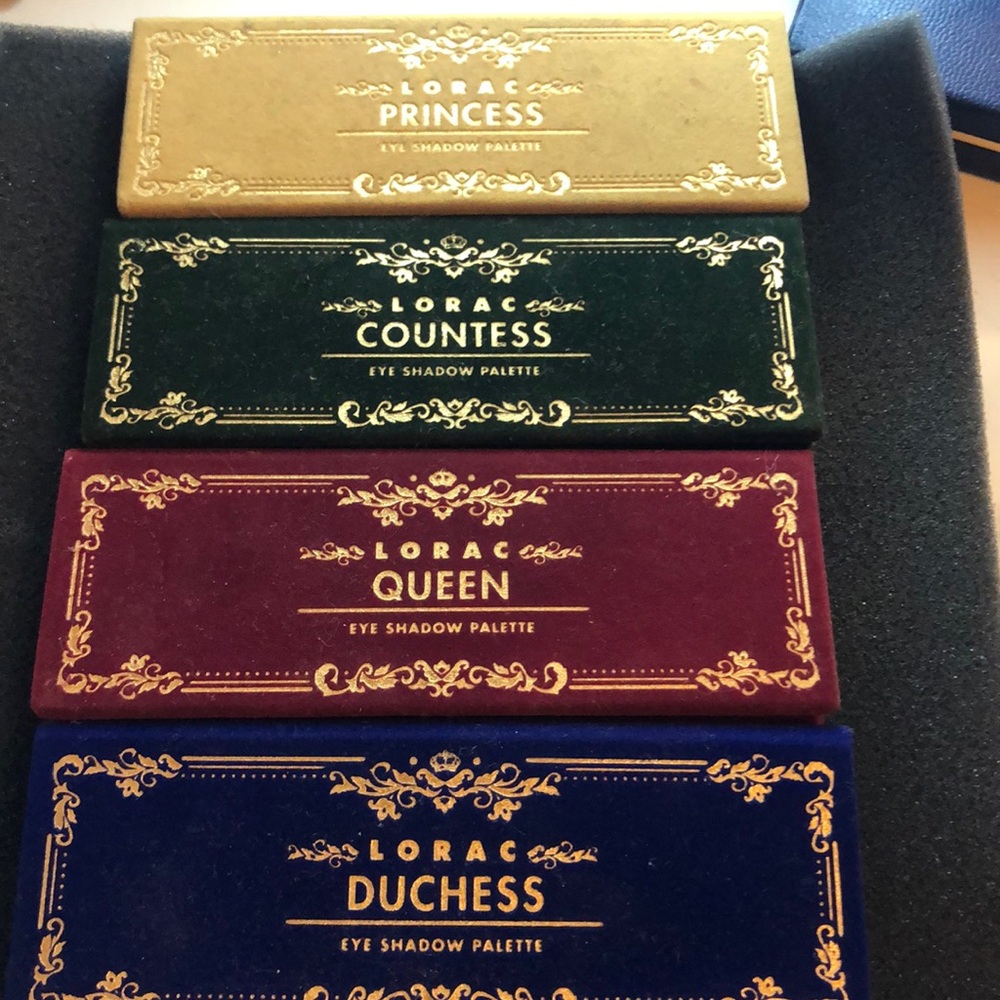 LORAC
PRINCESS
EYE SHADOW PALETTE
LORAC
COUNTESS
EYE SHADOW PALETTE
LORAC
QUEEN
EYE SHADOW PALETTE
LORAC
DUCHESS
EYE SHADOW PALETTE